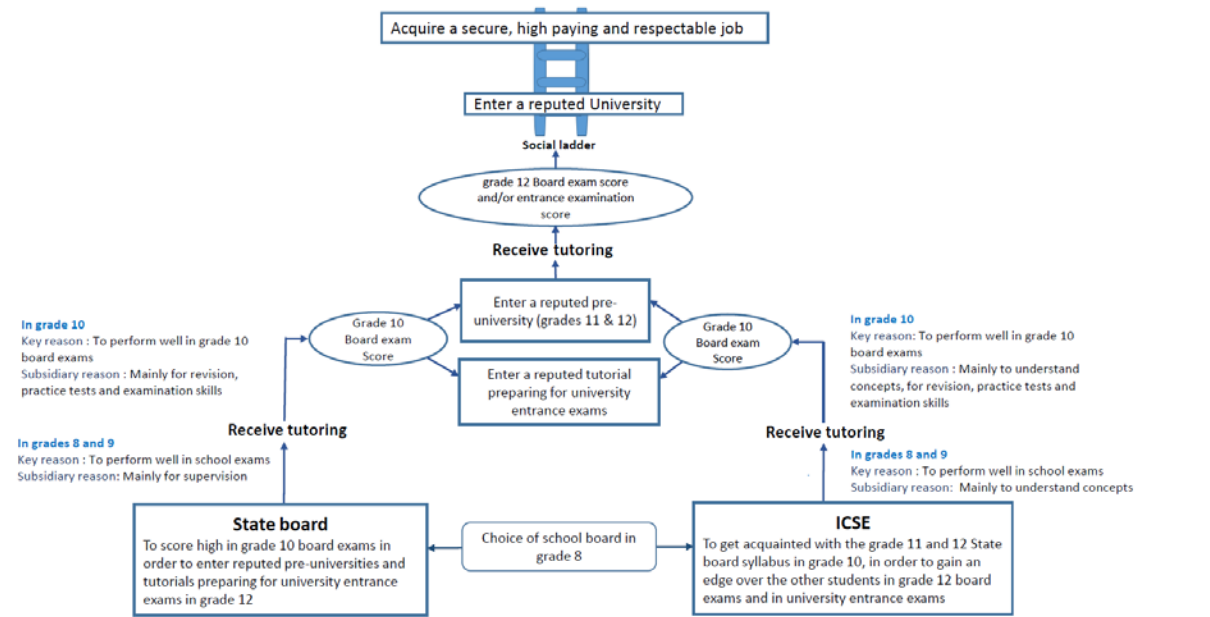 Acquire a secure, high paying and respectable job
Enter a reputed University
Social ladder
grade 12 Board exam score
and/or entrance examination
score
Receive tutoring
Enter a reputed pre-
university (grades 11 & 12)
Grade 10
Board exam
Score
Grade 10
Board exam
Score
Enter a reputed tutorial
preparing for university
entrance exams
In grade 10
Key reason : To perform well in grade 10
board exams
Subsidiary reason : Mainly for revision,
practice tests and examination skills
In grade 10
Key reason: To perform well in grade 10
board exams
Subsidiary reason: Mainly to understand
concepts, for revision, practice tests and
examination skills
Receive tutoring
Receive tutoring
In grades 8 and 9
Key reason : To perform well in school exams
Subsidiary reason: Mainly for supervision
In grades 8 and 9
Key reason : To perform well in school exams
Subsidiary reason: Mainly to understand concepts
State board
To score high in grade 10 board exams in
order to enter reputed pre-universities and
tutorials preparing for university entrance
exams in grade 12
Choice of school board in
grade 8
ICSE
To get acquainted with the grade 11 and 12 State
board syllabus in grade 10, in order to gain an
edge over the other students in grade 12 board
exams and in university entrance exams